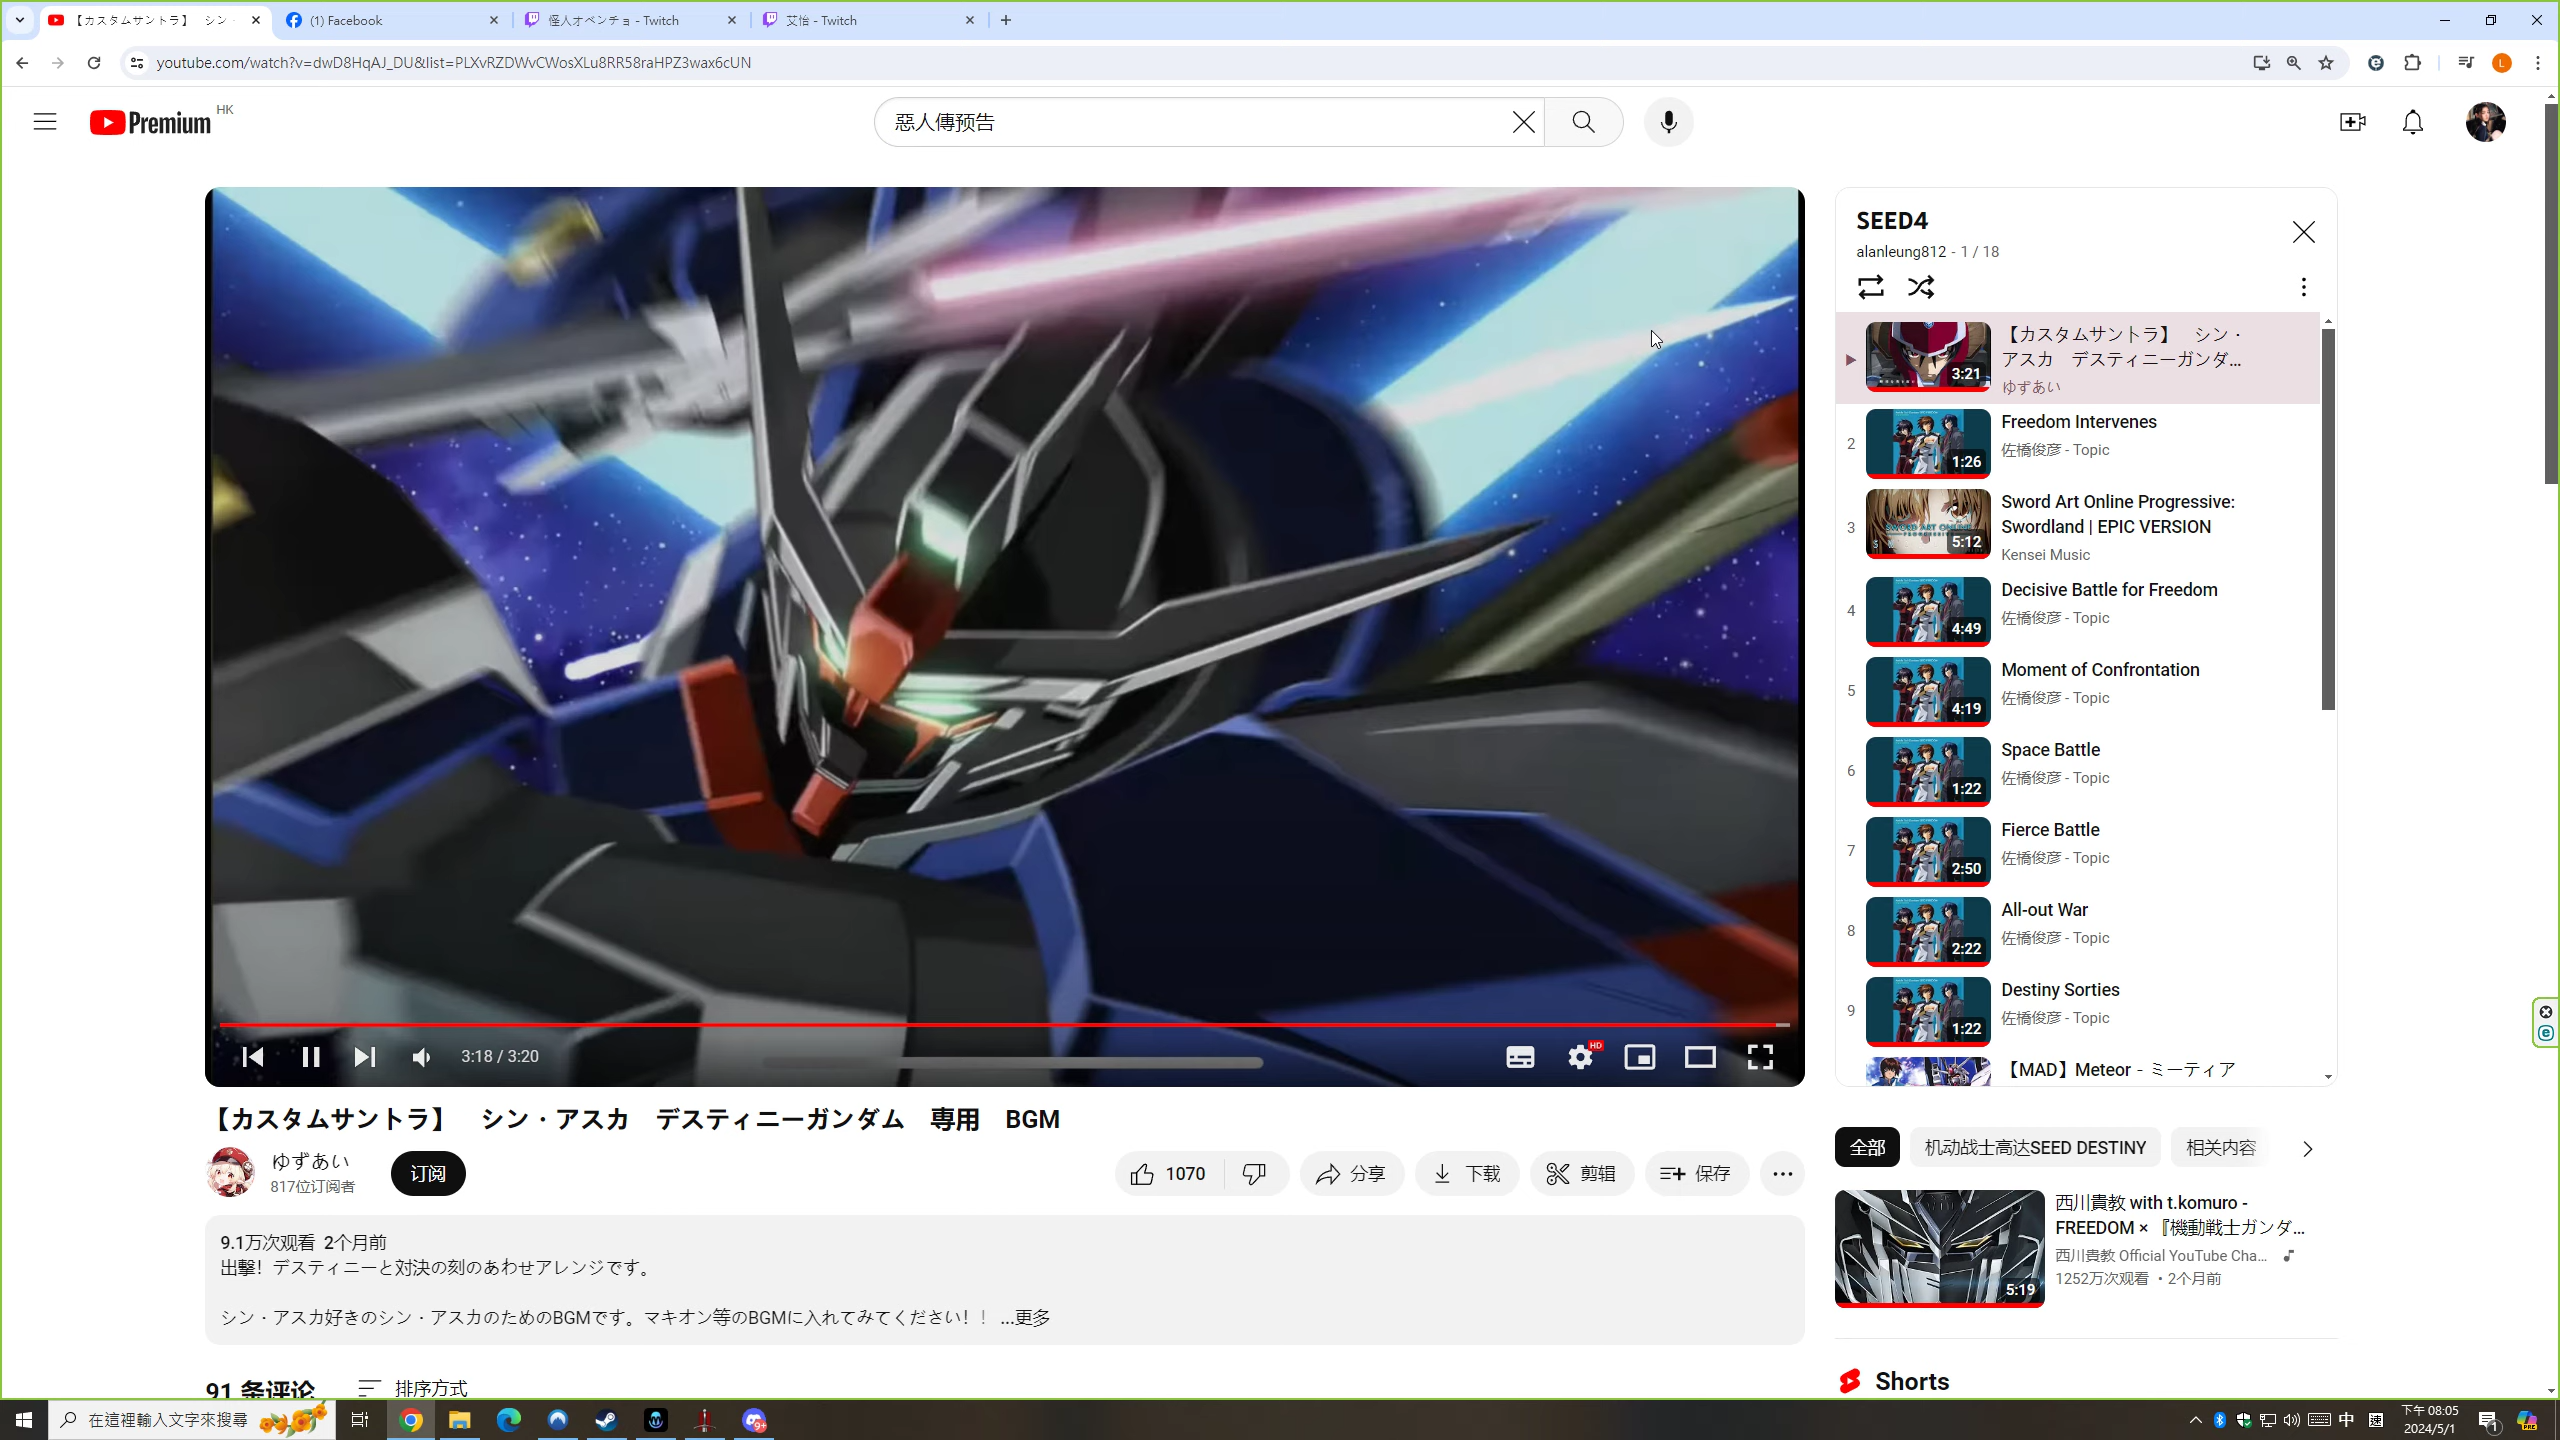 【カスタムサントラ】　シン・
(1) Facebook
怪人オベンチョ - Twitch
艾怡 - Twitch
youtube.com/watch?v=dwD8HqAJ_DU&list=PLXvRZDWvCWosXLu8RR58raHPZ3wax6cUN
L
Premium
HK
惡人傳预告
SEED4
alanleung812 - 1 / 18
3:21
【カスタムサントラ】　シン・
アスカ　デスティニーガンダ...
ゆずあい
2
1:26
Freedom Intervenes
佐橋俊彦 - Topic
3
SWORD ART ONLINE
PROGRESSIVE
5:12
Sword Art Online Progressive:
Swordland | EPIC VERSION
Kensei Music
4
4:49
Decisive Battle for Freedom
佐橋俊彦 - Topic
5
4:19
Moment of Confrontation
佐橋俊彦 - Topic
6
1:22
Space Battle
佐橋俊彦 - Topic
7
2:50
Fierce Battle
佐橋俊彦 - Topic
8
2:22
All-out War
佐橋俊彦 - Topic
9
1:22
Destiny Sorties
佐橋俊彦 - Topic
【MAD】Meteor - ミーティア
3:18 / 3:20
HD
【カスタムサントラ】　シン・アスカ　デスティニーガンダム　専用　BGM
ゆずあい
817位订阅者
订阅
1070
分享
下载
剪辑
保存
9.1万次观看 2个月前
出撃！デスティニーと対決の刻のあわせアレンジです。
シン・アスカ好きのシン・アスカのためのBGMです。マキオン等のBGMに入れてみてください！！ ...更多
91 条评论
排序方式
全部
机动战士高达SEED DESTINY
相关内容
5:19
西川貴教 with t.komuro -
FREEDOM × 『機動戦士ガンダ...
西川貴教 Official YouTube Cha...
1252万次观看 ・2个月前
Shorts
在這裡輸入文字來搜尋
9+
中
速
下午 08:05
2024/5/1
1
PRE